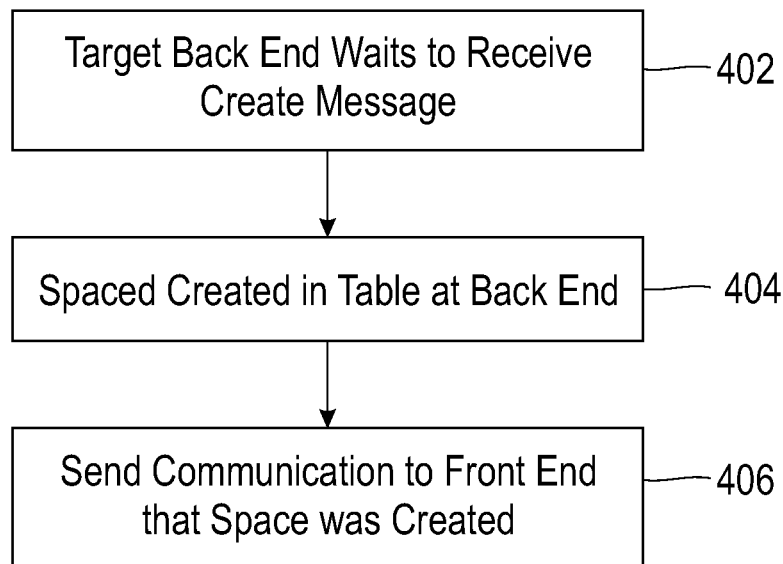 Target Back End Waits to Receive
Create Message
402
Spaced Created in Table at Back End
404
Send Communication to Front End
that Space was Created
406